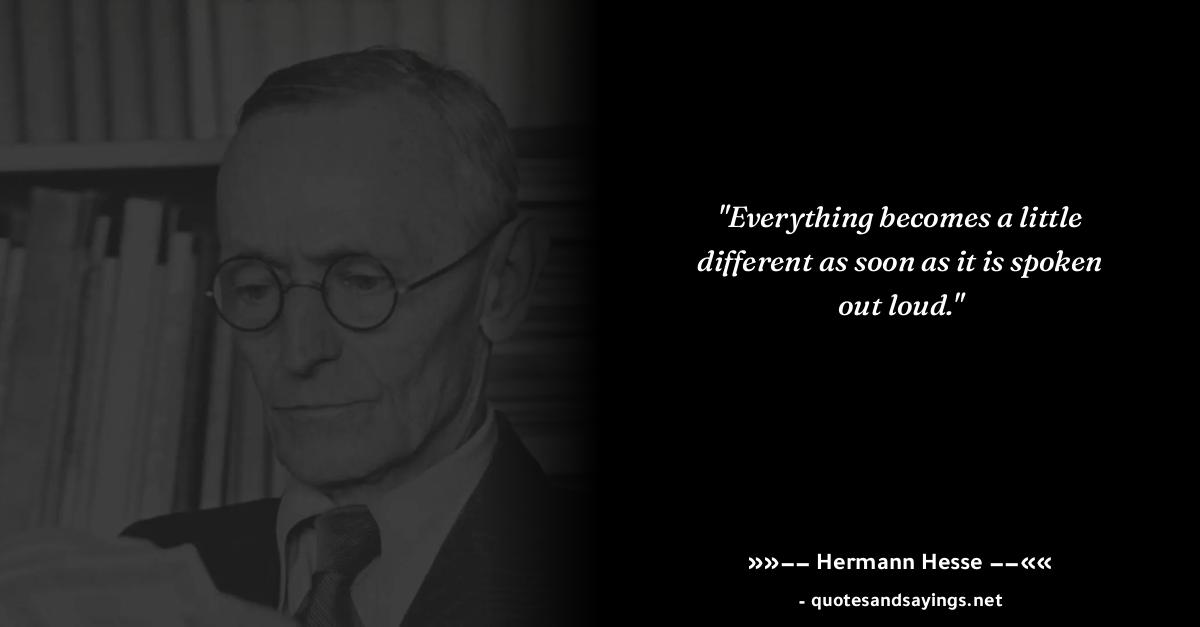 "Everything becomes a little
different as soon as it is spoken
out loud."
»»–– Hermann Hesse ––««
- quotesandsayings.net